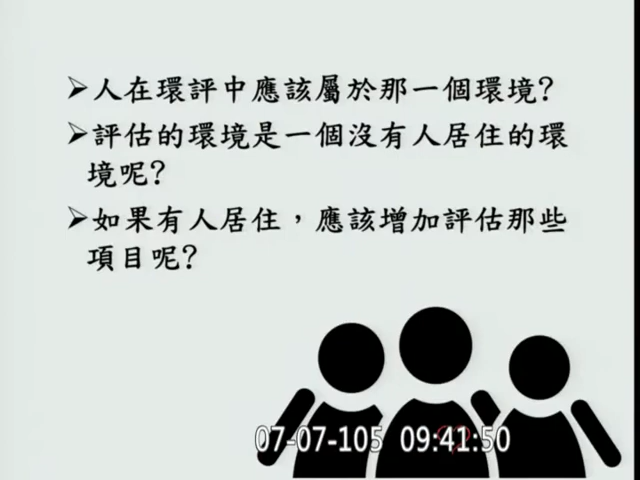 ➢人在環評中應該屬於那一個環境?
➢評估的環境是一個沒有人居住的環
境呢?
➢如果有人居住，應該增加評估那些
項目呢?
07-07-105 09:41:50